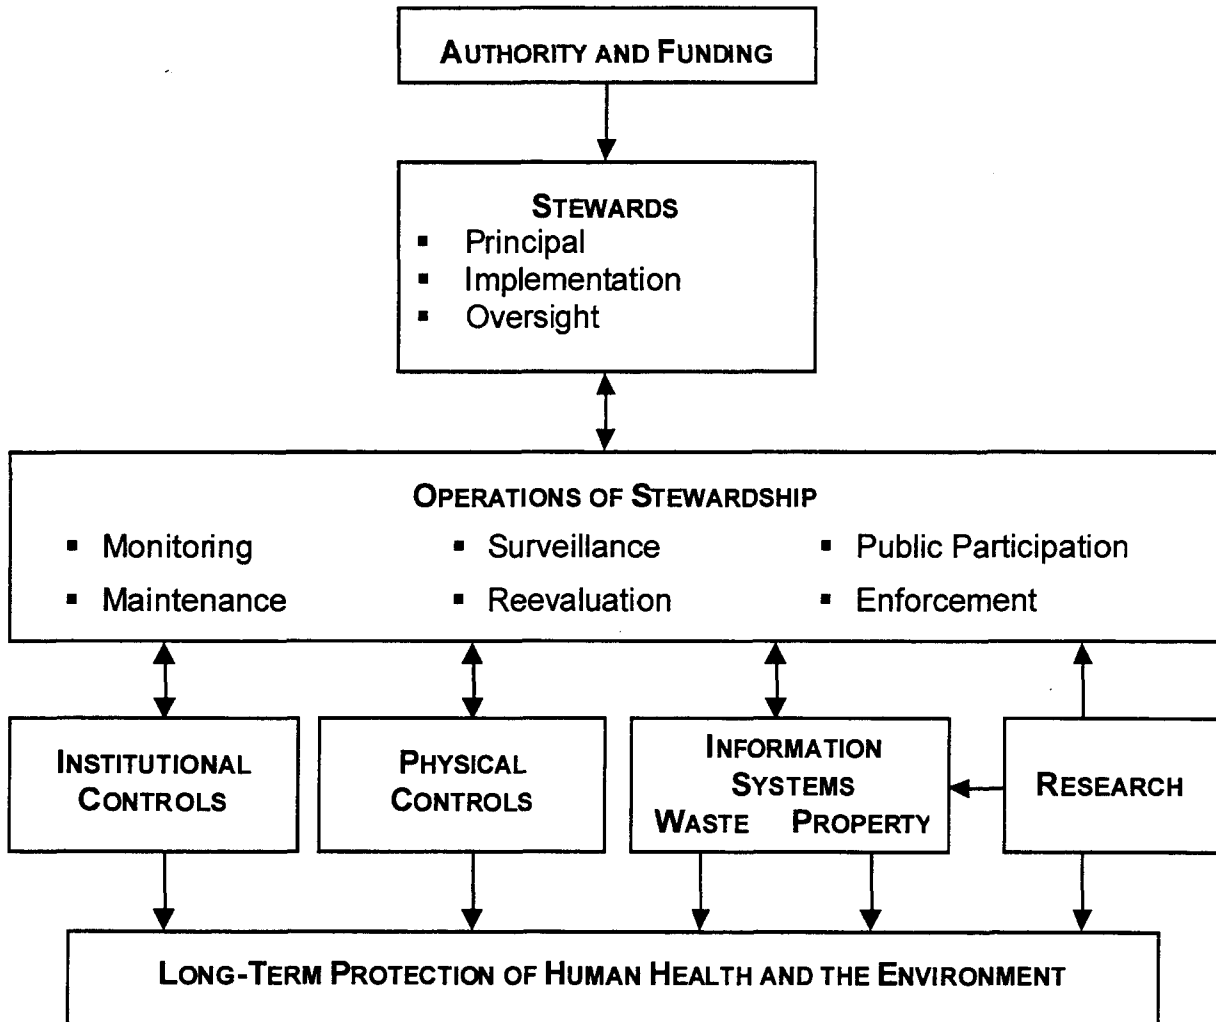 AUTHORITY AND FUNDING
STEWARDS
▪ Principal
▪ Implementation
▪ Oversight
OPERATIONS OF STEWARDSHIP
▪ Monitoring ▪ Surveillance ▪ Public Participation
▪ Maintenance ▪ Reevaluation ▪ Enforcement
INSTITUTIONAL
CONTROLS
PHYSICAL
CONTROLS
INFORMATION
SYSTEMS
WASTE PROPERTY
RESEARCH
LONG-TERM PROTECTION OF HUMAN HEALTH AND THE ENVIRONMENT